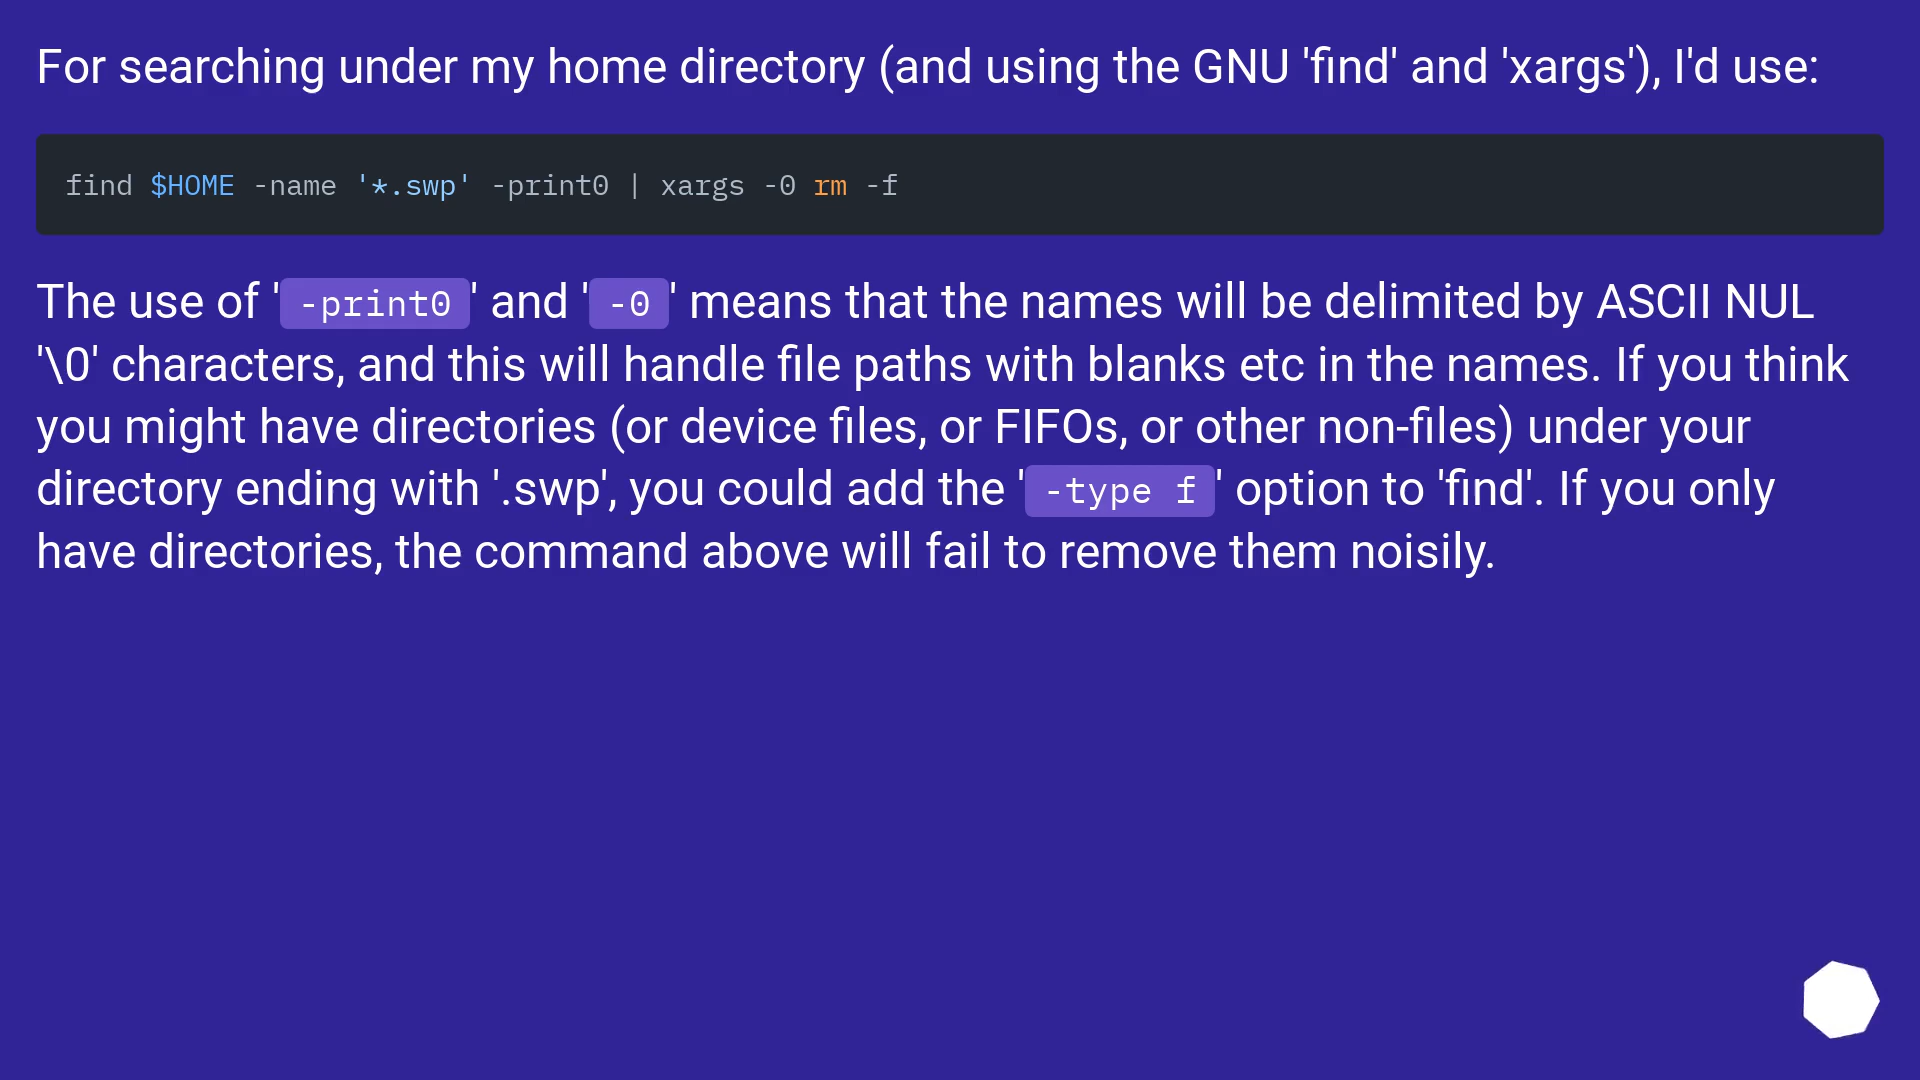 For searching under my home directory (and using the GNU 'find' and 'xargs'), I'd use:
find $HOME -name '*.swp' -print0 | xargs -0 rm -f
The use of '-print0' and '-0' means that the names will be delimited by ASCII NUL
'\0' characters, and this will handle file paths with blanks etc in the names. If you think
you might have directories (or device files, or FIFOs, or other non-files) under your
directory ending with '.swp', you could add the '-type f' option to 'find'. If you only
have directories, the command above will fail to remove them noisily.